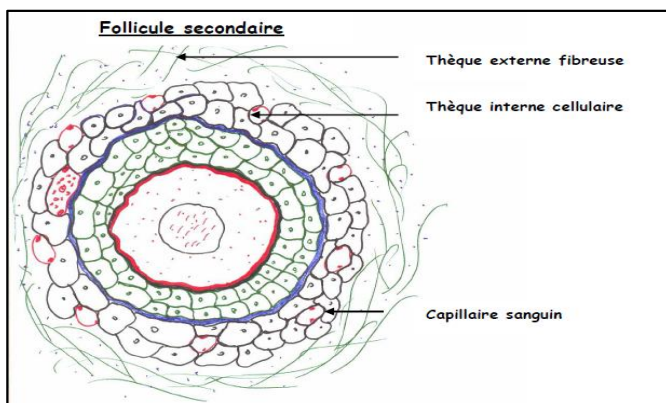 Follicule secondaire
Thèque externe fibreuse
Thèque interne cellulaire
Capillaire sanguin